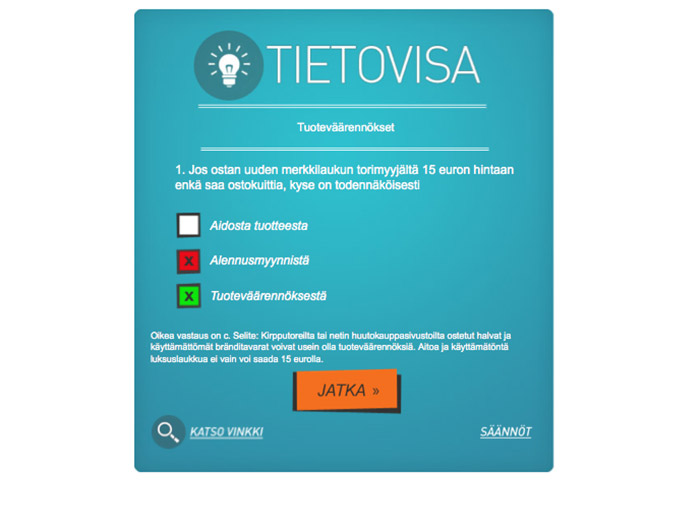 TIETOVISA
Tuoteväärennökset
1. Jos ostan uuden merkkilaukun torimyyjältä 15 euron hintaan
enkä saa ostokuittia, kyse on todennäköisesti
Aidosta tuotteesta
x Alennusmyynnistä
x Tuoteväärennöksestä
Oikea vastaus on c. Selite: Kirpputoreilta tai netin huutokauppasivustoilta ostetut halvat ja
käyttämättömät bränditavarat voivat usein olla tuoteväärennöksiä. Aitoa ja käyttämätöntä
luksuslaukkua ei vain voi saada 15 eurolla.
JATKA »
KATSO VINKKI
SÄÄNNÖT